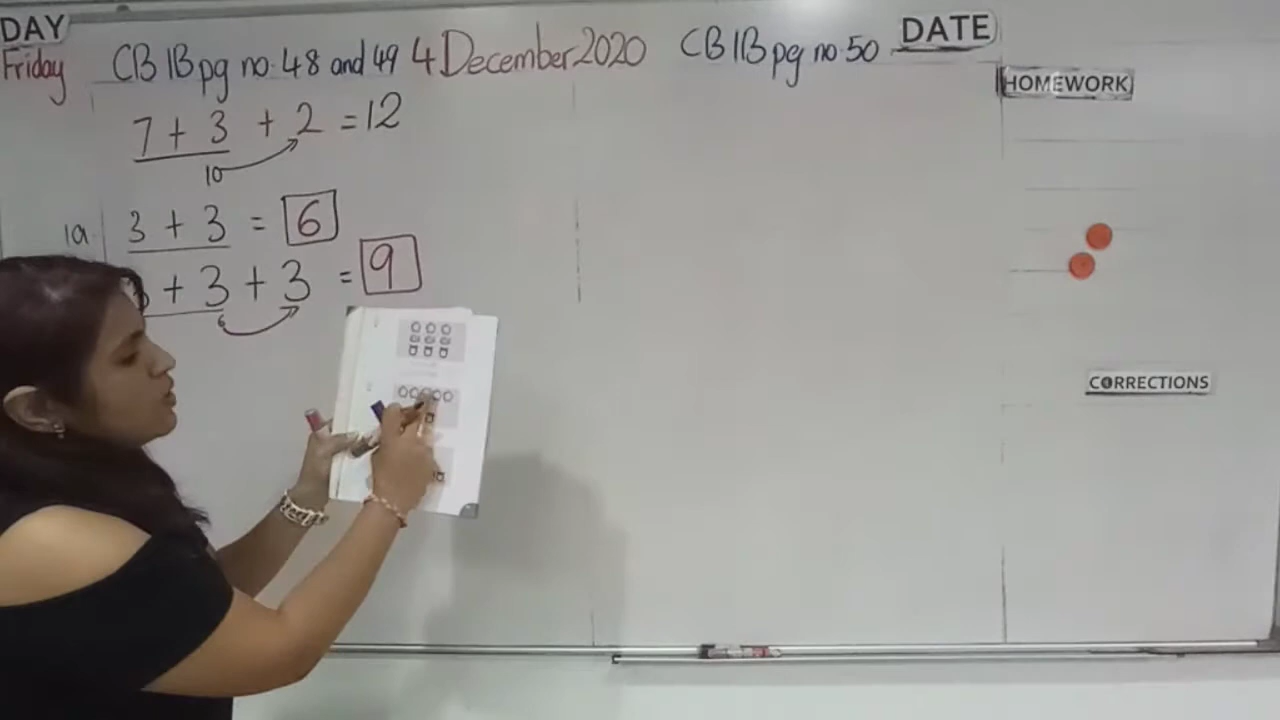 DAY
DATE
Friday CB 1B pg no. 48 and 49 4 December 2020 CB 1B pg no 50
HOMEWORK
7 + 3 + 2 = 12
10
1a. 3 + 3 = 6
+ 3 + 3 = 9
6
CORRECTIONS